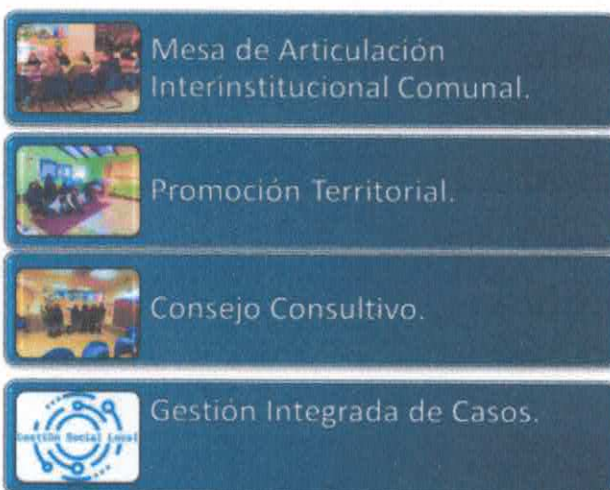 Mesa de Articulación
Interinstitucional Comunal.
Promoción Territorial.
Consejo Consultivo.
Gestión Integrada de Casos.
Gestión Social Local